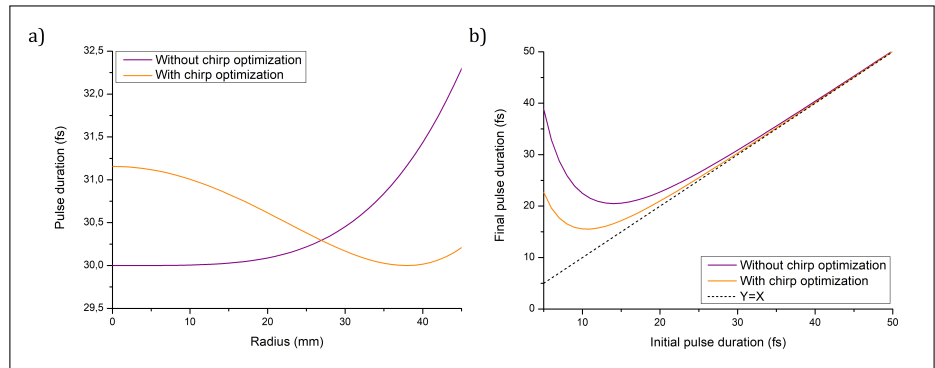 a)
Without chirp optimization
With chirp optimization
Pulse duration (fs)
32,5
32,0
31,5
31,0
30,5
30,0
29,5
0 10 20 30 40
Radius (mm)
b)
Final pulse duration (fs)
50
40
30
20
10
0
Without chirp optimization
With chirp optimization
Y=X
10 20 30 40 50
Initial pulse duration (fs)